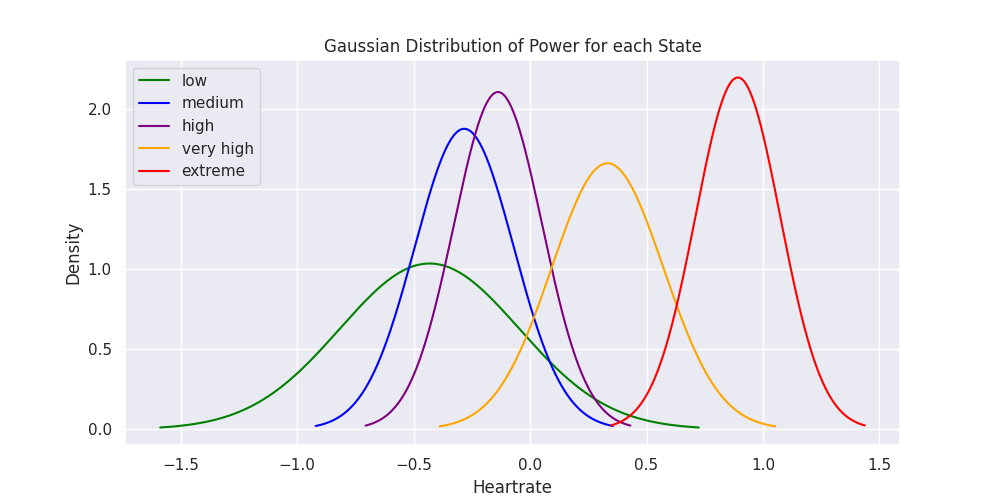 Gaussian Distribution of Power for each State
low
medium
high
very high
extreme
2.0
1.5
1.0
0.5
0.0
Density
−1.5 −1.0 −0.5 0.0 0.5 1.0 1.5
Heartrate